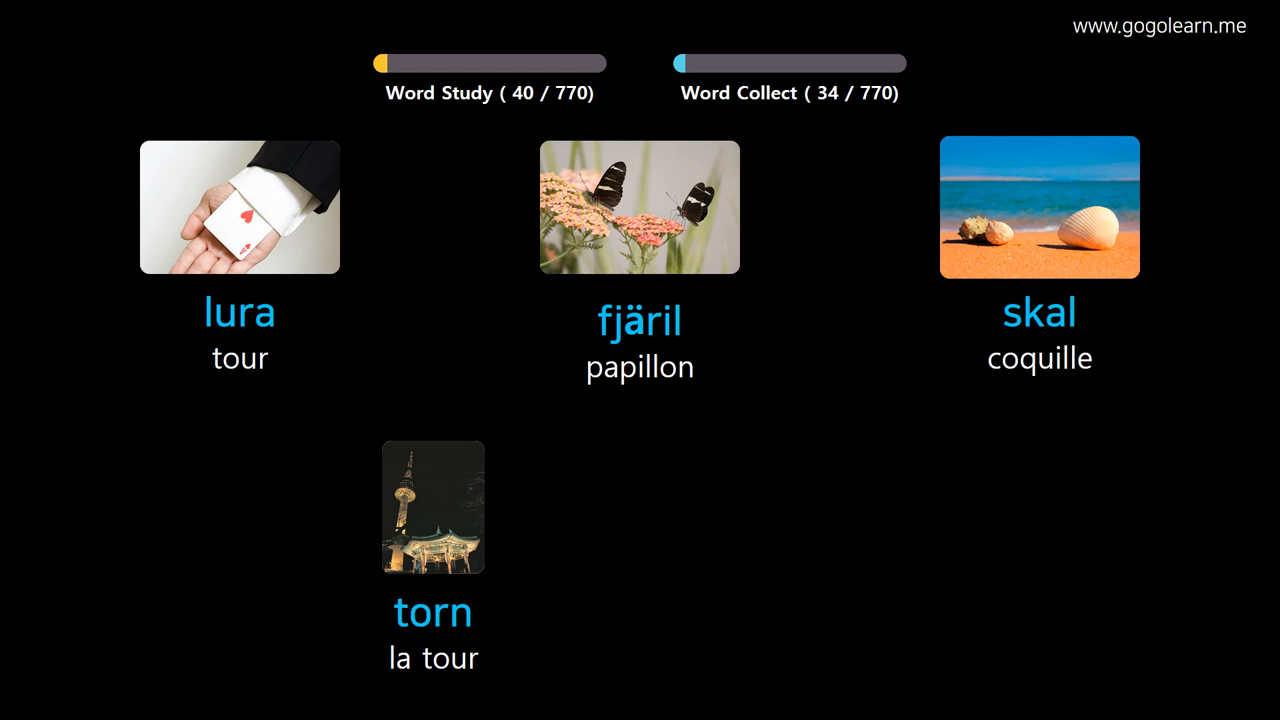 www.gogolearn.me
Word Study ( 40 / 770)
Word Collect ( 34 / 770)
lura
tour
fjäril
papillon
skal
coquille
torn
la tour